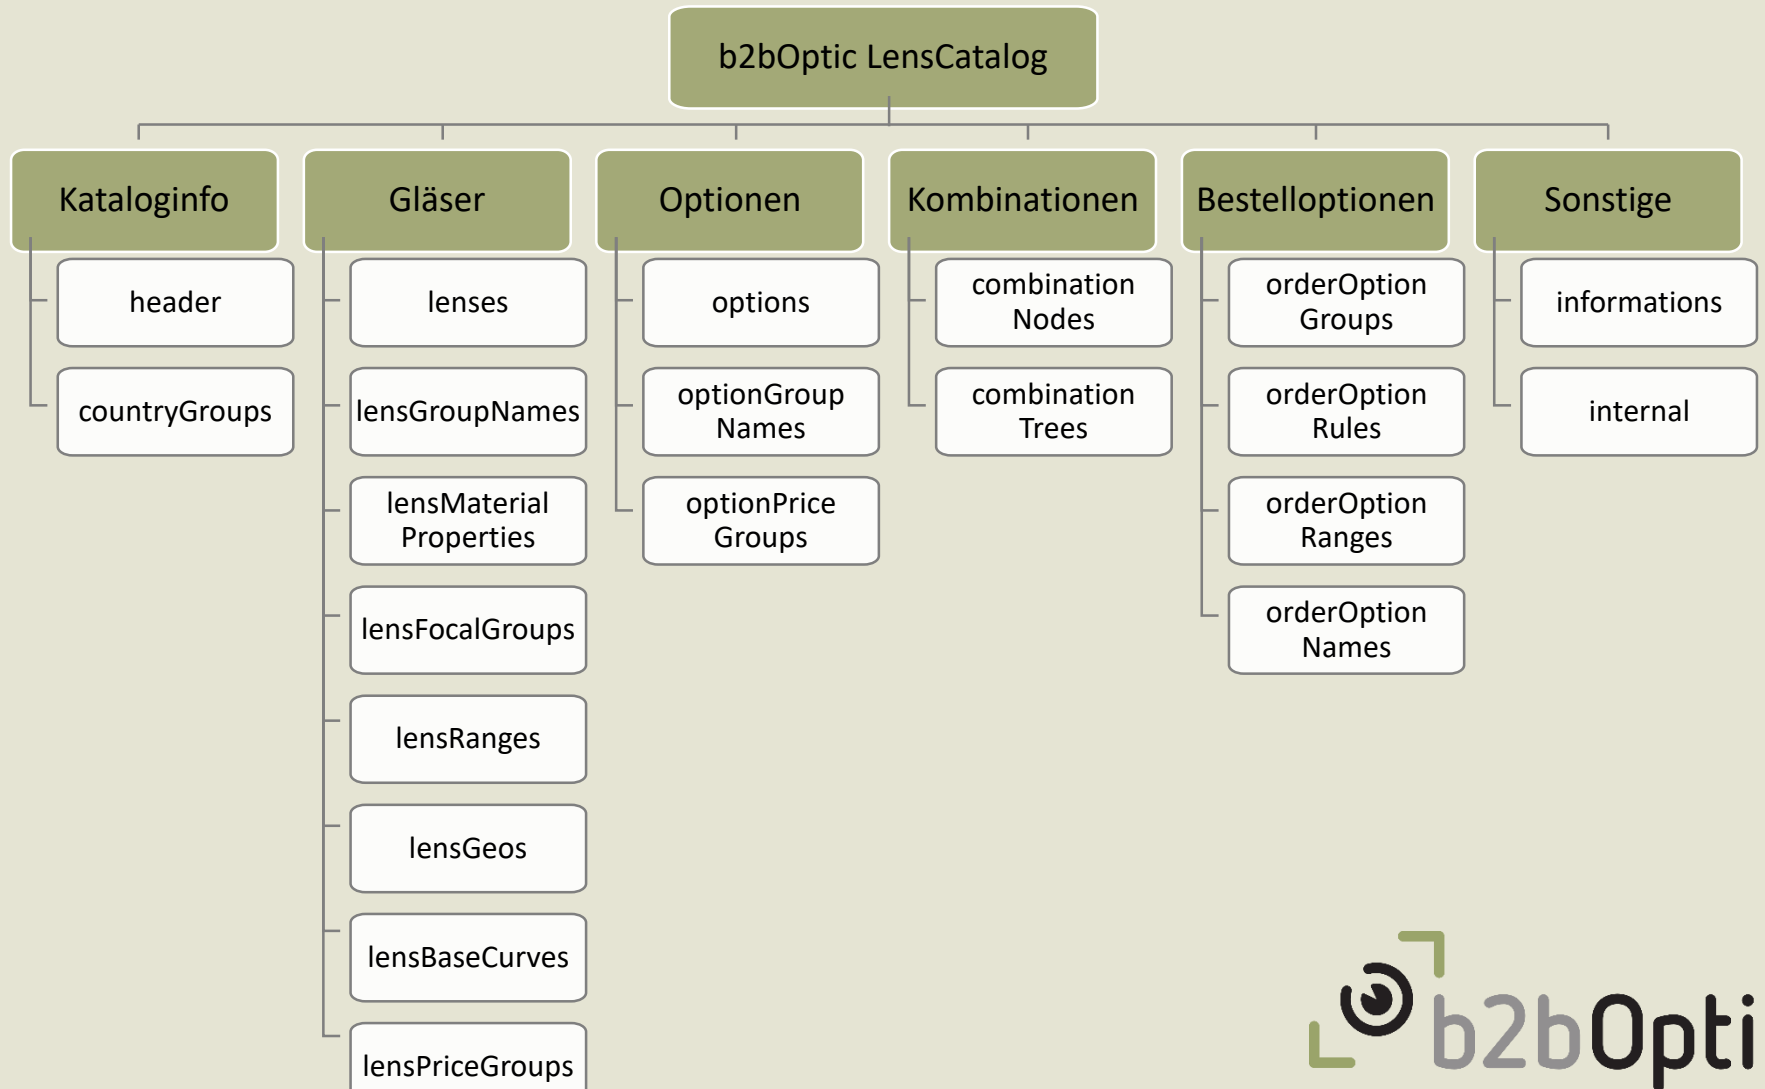 b2bOptic LensCatalog
Kataloginfo
header
countryGroups
Gläser
lenses
lensGroupNames
lensMaterial
Properties
lensFocalGroups
lensRanges
lensGeos
lensBaseCurves
lensPriceGroups
Optionen
options
optionGroup
Names
optionPrice
Groups
Kombinationen
combination
Nodes
combination
Trees
Bestelloptionen
orderOption
Groups
orderOption
Rules
orderOption
Ranges
orderOption
Names
Sonstige
informations
internal
b2bOpti